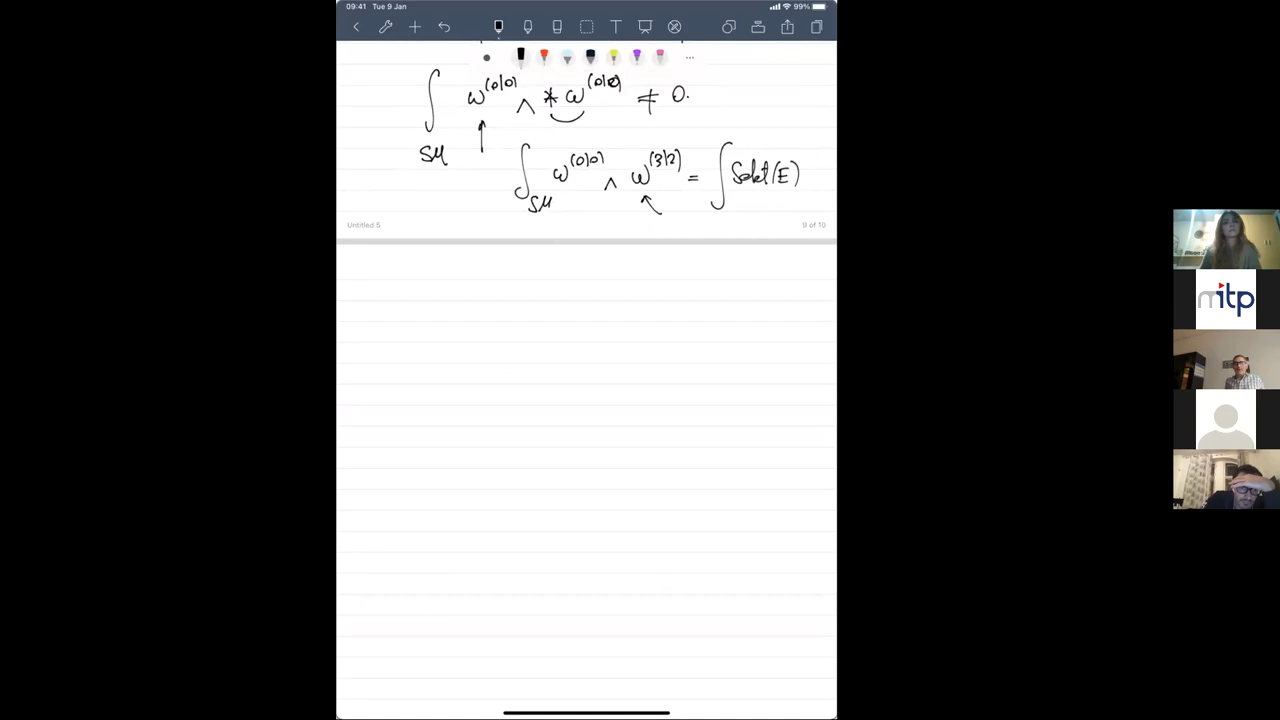 09:41 Tue 9 Jan
99%
∫_{SM} ω^{(0|0)} ∧ * ω^{(0|0)} ≠ 0.
∫_{SM} ω^{(0|0)} ∧ ω^{(3|2)} = ∫ Sdet(E)
Untitled 5
9 of 10
mitp